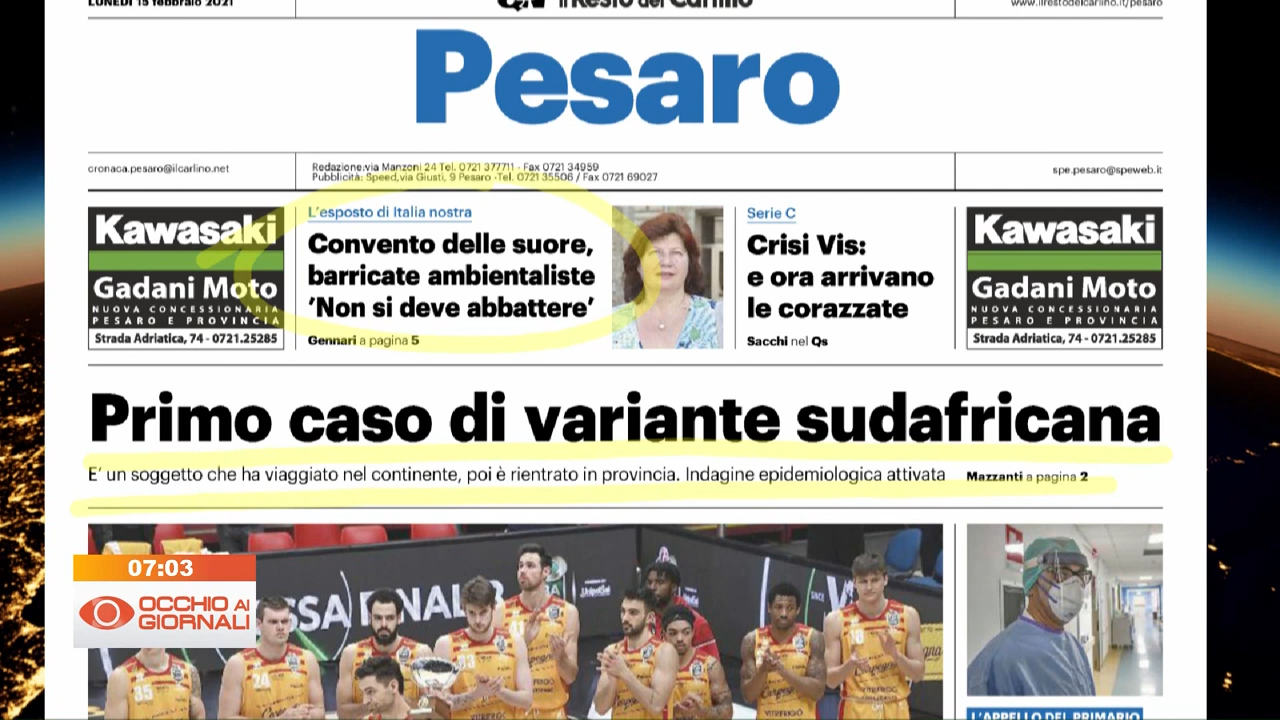 LUNEDÌ 15 febbraio 2021
il Resto del Carlino
www.ilrestodelcarlino.it/pesaro
Pesaro
cronaca.pesaro@ilcarlino.net
Redazione:via Manzoni 24 Tel. 0721 377711 - Fax 0721 34959
Pubblicità: Speed,via Giusti, 9 Pesaro -Tel. 0721 35506 / Fax 0721 69027
spe.pesaro@speweb.it
Kawasaki
Gadani Moto
NUOVA CONCESSIONARIA
PESARO E PROVINCIA
Strada Adriatica, 74 - 0721.25285
L'esposto di Italia nostra
Convento delle suore,
barricate ambientaliste
'Non si deve abbattere'
Gennari a pagina 5
Serie C
Crisi Vis:
e ora arrivano
le corazzate
Sacchi nel Qs
Kawasaki
Gadani Moto
NUOVA CONCESSIONARIA
PESARO E PROVINCIA
Strada Adriatica, 74 - 0721.25285
Primo caso di variante sudafricana
E' un soggetto che ha viaggiato nel continente, poi è rientrato in provincia. Indagine epidemiologica attivata
Mazzanti a pagina 2
07:03
OCCHIO AI
GIORNALI
35
24
L'APPELLO DEL PRIMARIO